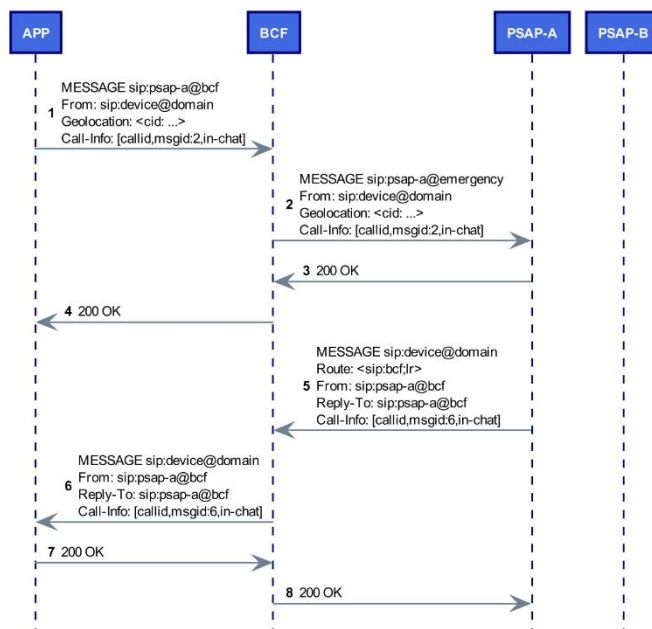 APP BCF PSAP-A PSAP-B
MESSAGE sip:psap-a@bcf
From: sip:device@domain
1
Geolocation: <cid: ...>
Call-Info: [callid,msgid:2,in-chat]
MESSAGE sip:psap-a@emergency
From: sip:device@domain
2
Geolocation: <cid: ...>
Call-Info: [callid,msgid:2,in-chat]
3 200 OK
4 200 OK
MESSAGE sip:device@domain
Route: <sip:bcf;lr>
5 From: sip:psap-a@bcf
Reply-To: sip:psap-a@bcf
Call-Info: [callid,msgid:6,in-chat]
MESSAGE sip:device@domain
From: sip:psap-a@bcf
6
Reply-To: sip:psap-a@bcf
Call-Info: [callid,msgid:6,in-chat]
7 200 OK
8 200 OK